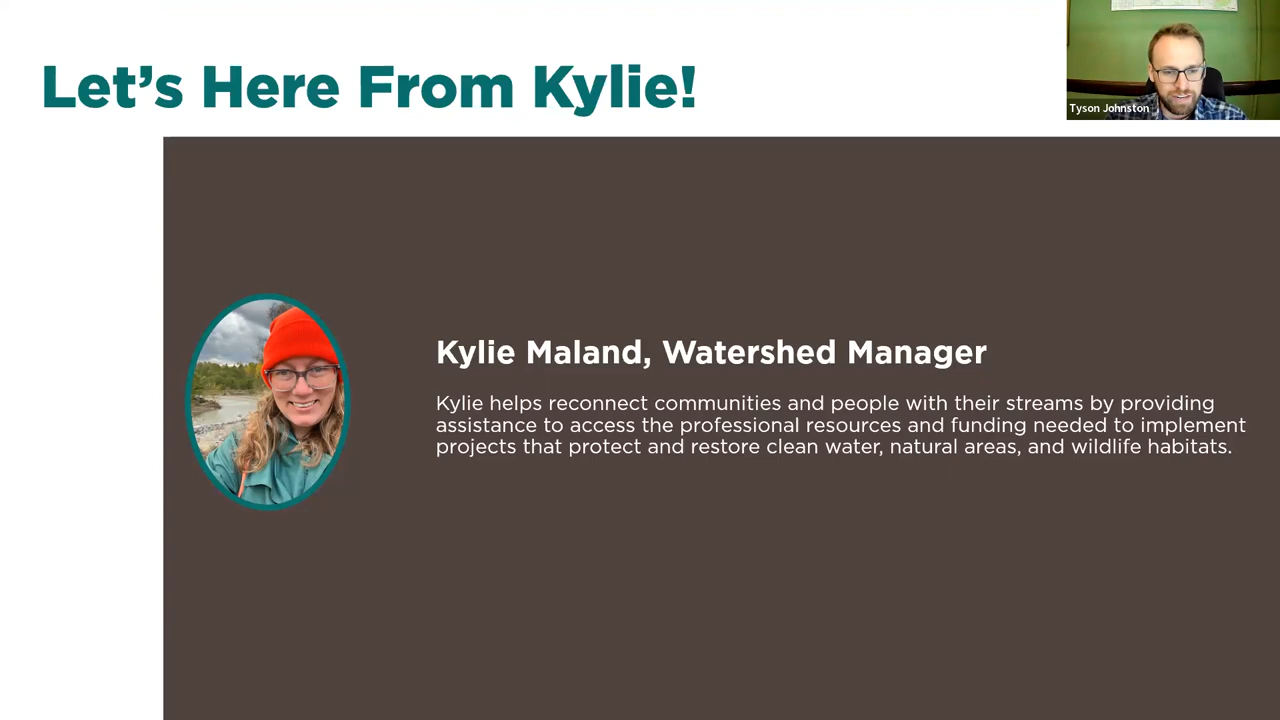 Let's Here From Kylie!
Tyson Johnston
Kylie Maland, Watershed Manager
Kylie helps reconnect communities and people with their streams by providing
assistance to access the professional resources and funding needed to implement
projects that protect and restore clean water, natural areas, and wildlife habitats.